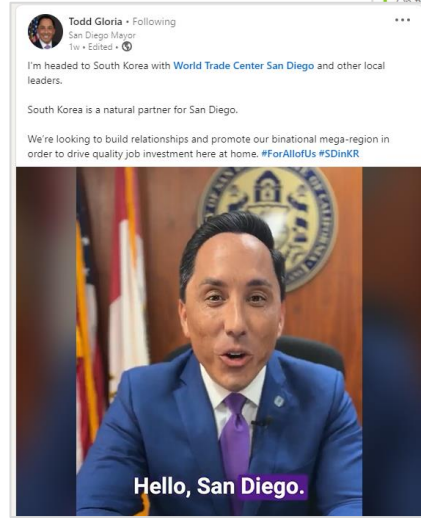 Todd Gloria • Following
San Diego Mayor
1w • Edited •
I'm headed to South Korea with World Trade Center San Diego and other local
leaders.
South Korea is a natural partner for San Diego.
We're looking to build relationships and promote our binational mega-region in
order to drive quality job investment here at home. #ForAllofUs #SDinKR
Hello, San Diego.